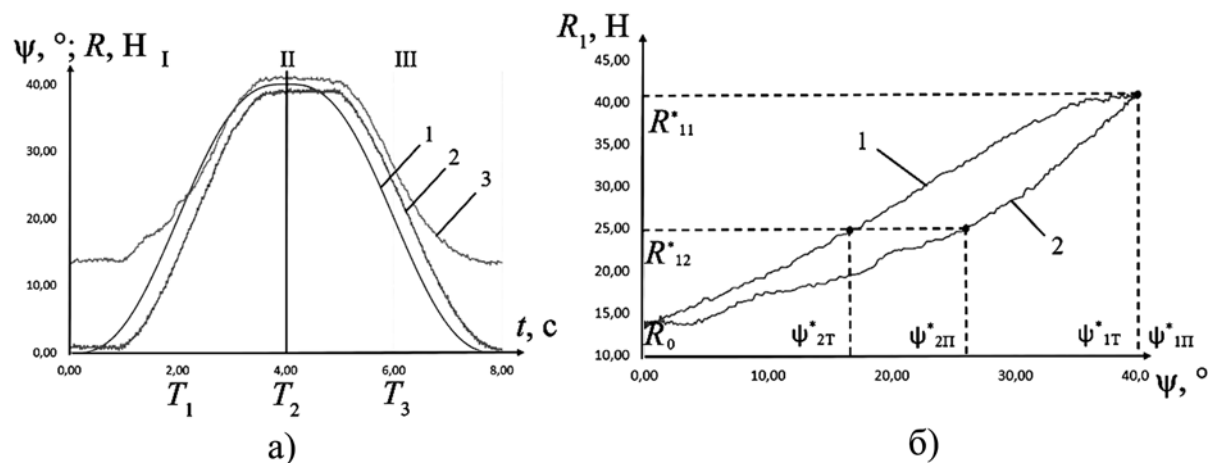 ψ, °; R, Н
I
II
III
40,00
30,00
20,00
10,00
0,00
1
2
3
t, с
0,00
2,00
4,00
6,00
8,00
T₁
T₂
T₃
а)
R₁, Н
45,00
40,00
35,00
30,00
25,00
20,00
15,00
10,00
R*₁₁
R*₁₂
R₀
1
2
ψ*₂Т
ψ*₂П
ψ*₁Т
ψ*₁П
0,00
10,00
20,00
30,00
40,0
ψ, °
б)